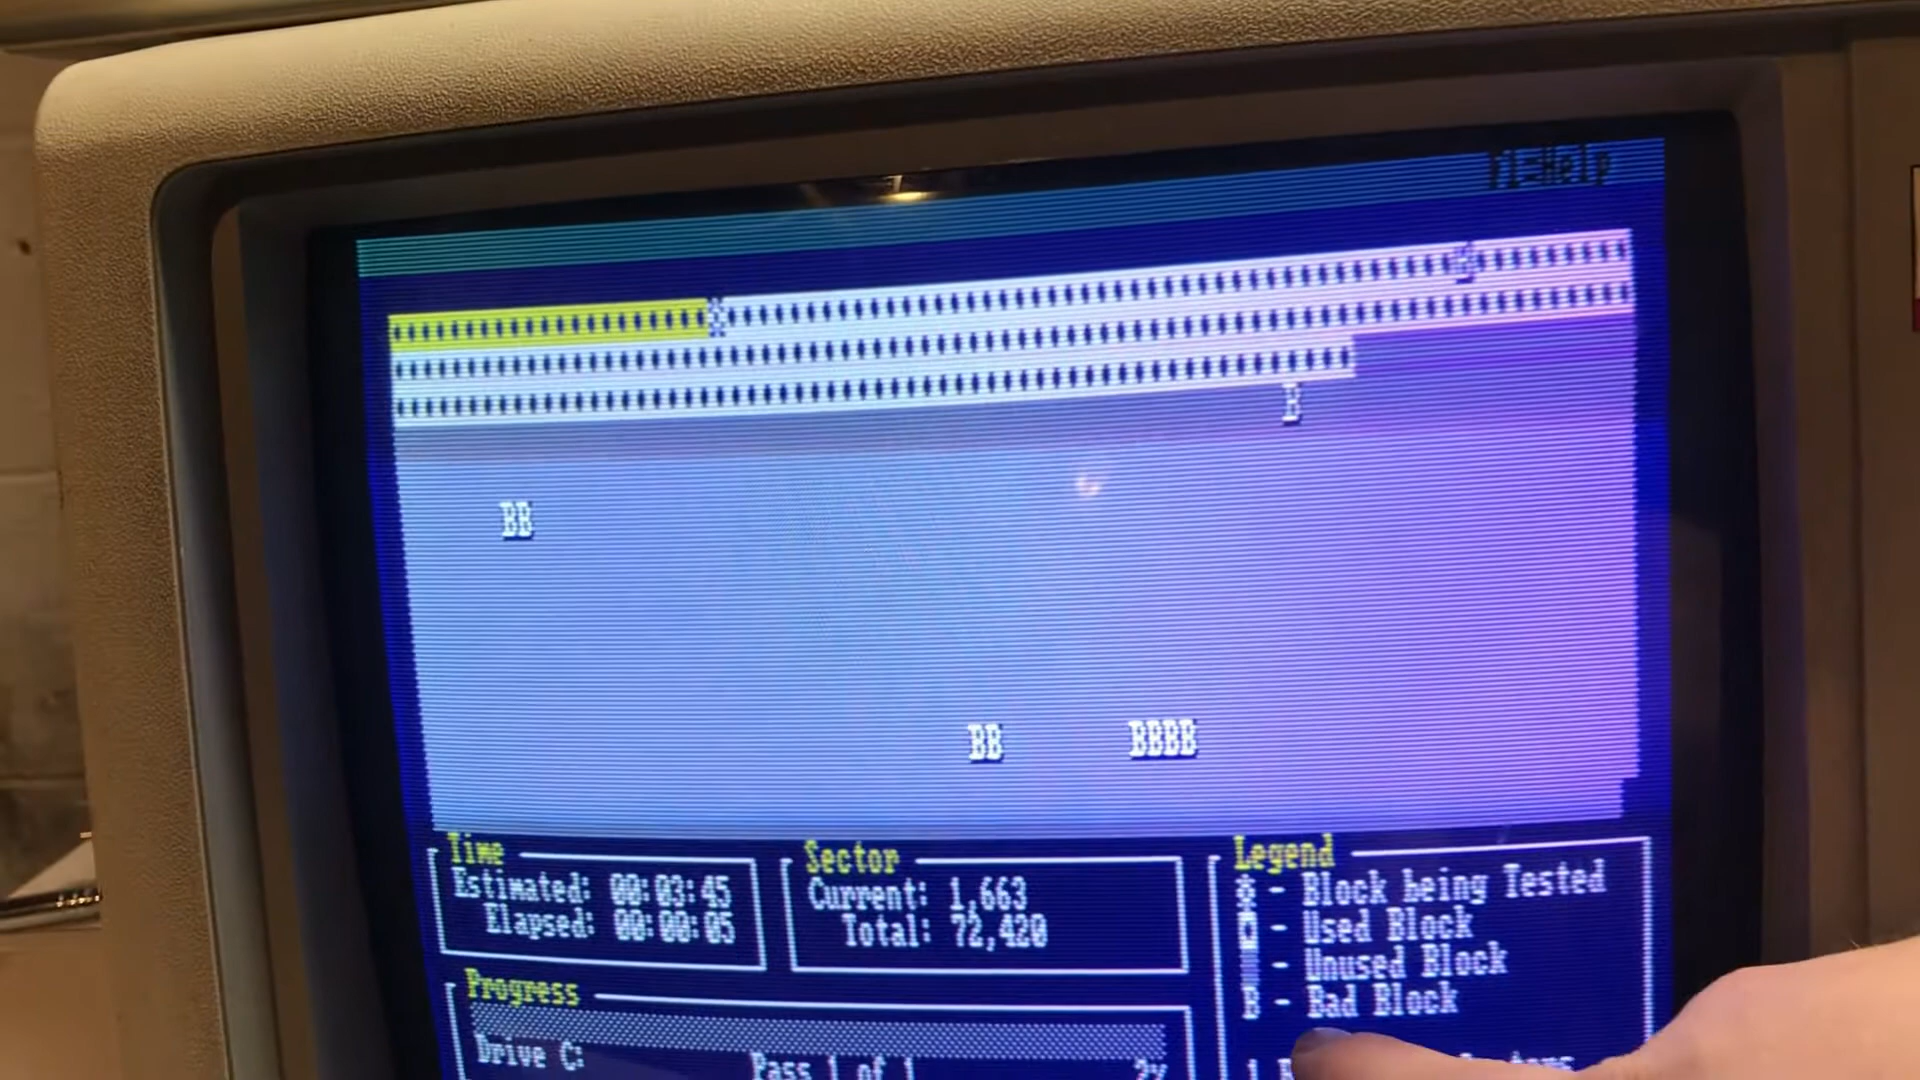 F1=Help
B
BB
BB BBBB
Time
Estimated: 00:03:45
Elapsed: 00:00:05
Sector
Current: 1,663
Total: 72,420
Legend
- Block being Tested
- Used Block
- Unused Block
B - Bad Block
Progress
Drive C: Pass 1 of 1 2%